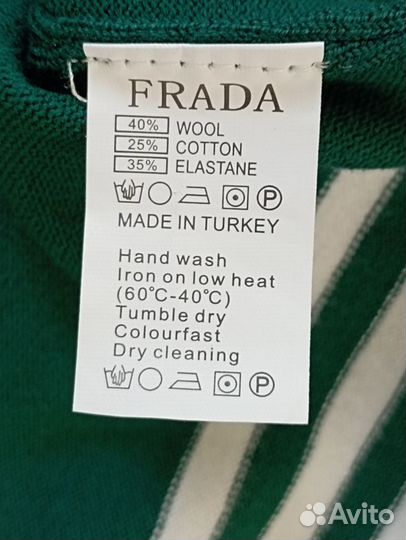 FRADA
40% WOOL
25% COTTON
35% ELASTANE
P
MADE IN TURKEY
Hand wash
Iron on low heat
(60°C-40°C)
Tumble dry
Colourfast
Dry cleaning
P
Avito